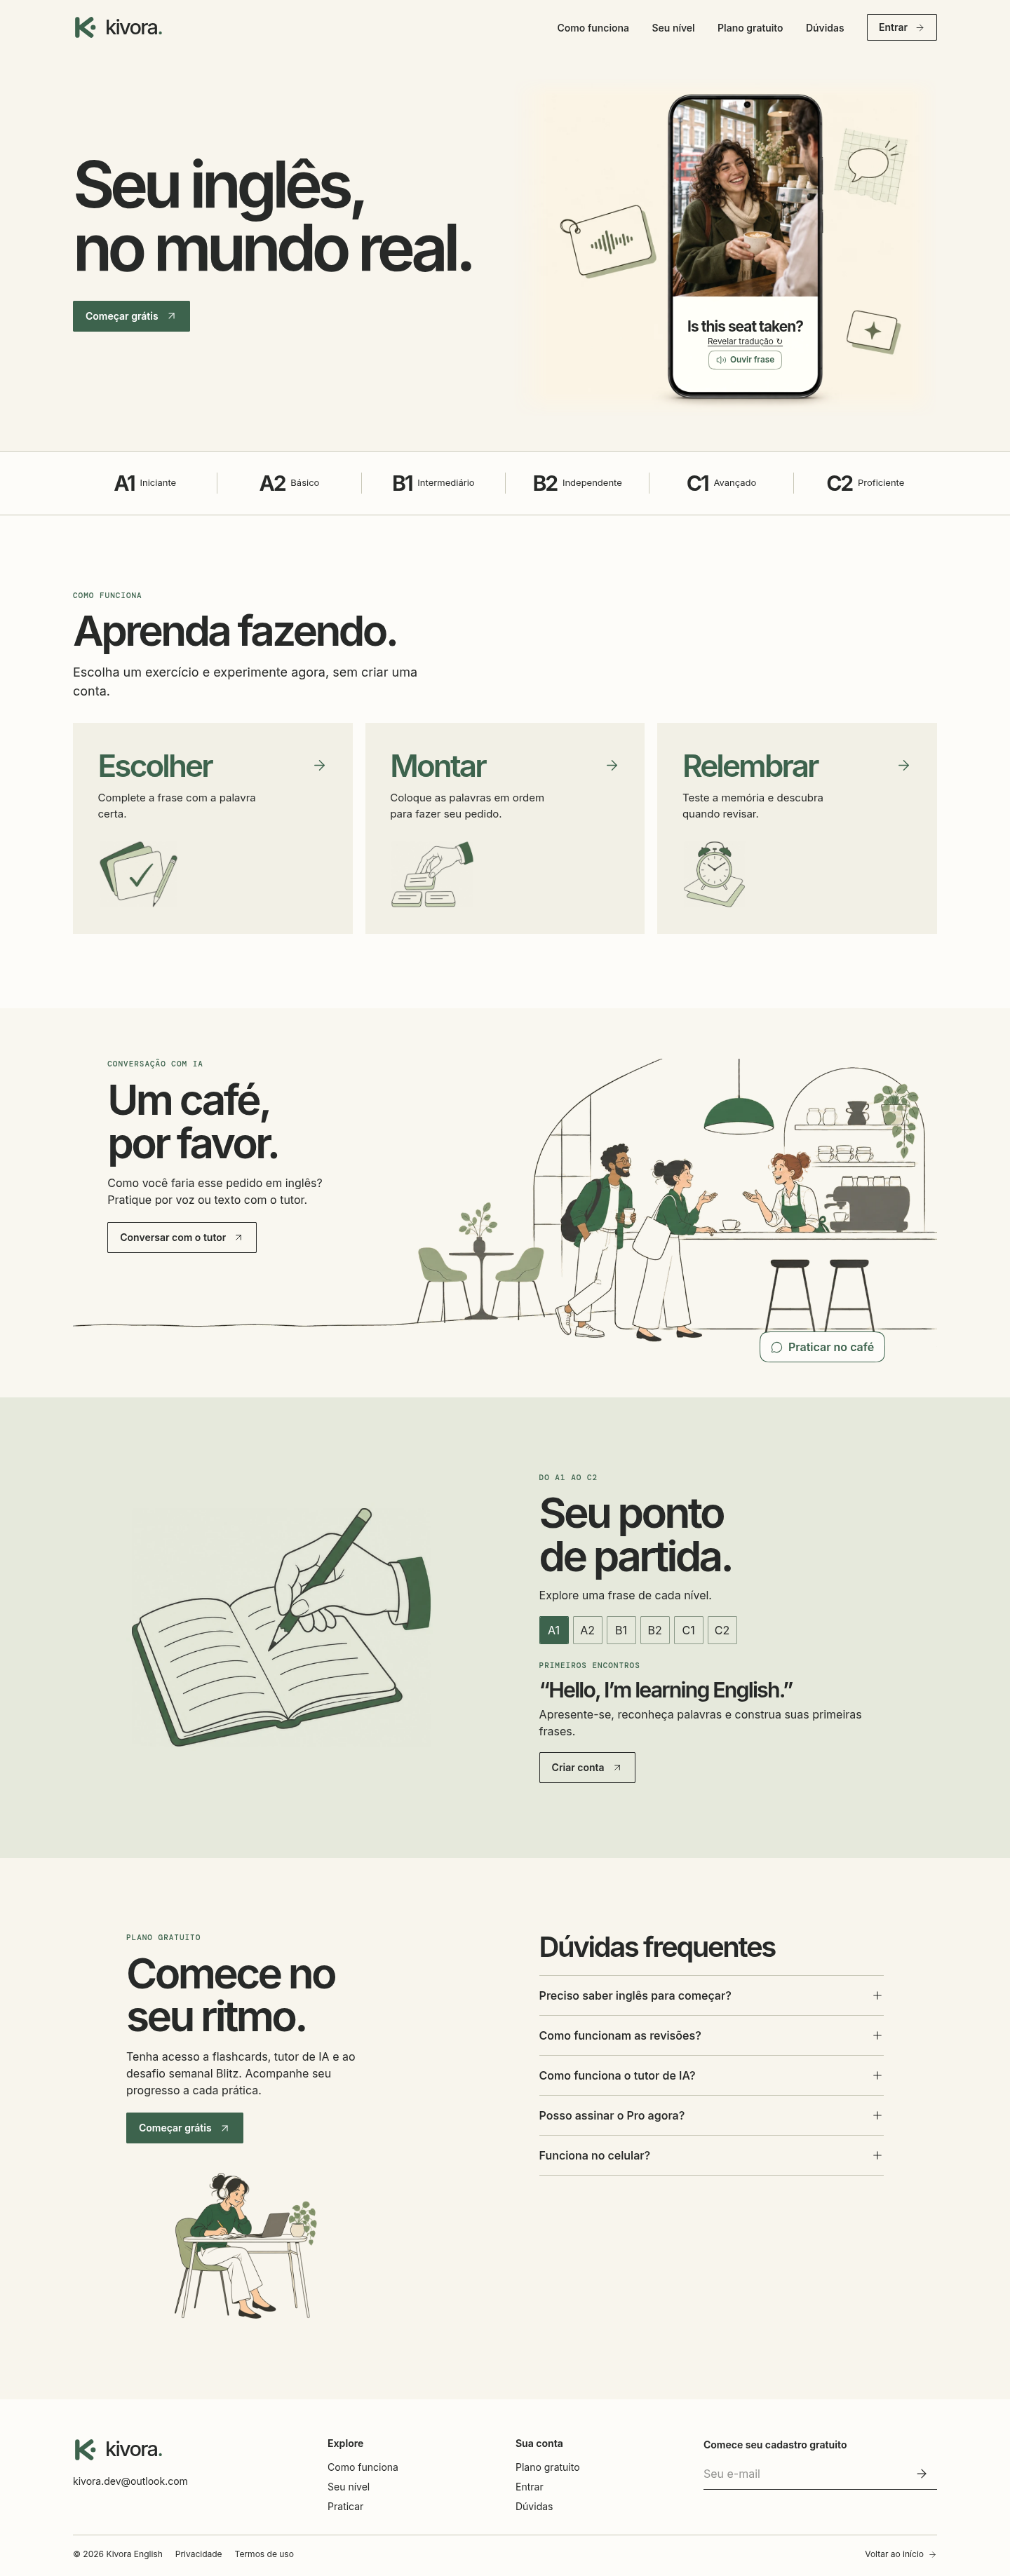 kivora.
Como funciona
Seu nível
Plano gratuito
Dúvidas
Entrar
Seu inglês,
no mundo real.
Começar grátis
Is this seat taken?
Revelar tradução ↻
Ouvir frase
A1 Iniciante
A2 Básico
B1 Intermediário
B2 Independente
C1 Avançado
C2 Proficiente
COMO FUNCIONA
Aprenda fazendo.
Escolha um exercício e experimente agora, sem criar uma
conta.
Escolher
Complete a frase com a palavra
certa.
Montar
Coloque as palavras em ordem
para fazer seu pedido.
Relembrar
Teste a memória e descubra
quando revisar.
CONVERSAÇÃO COM IA
Um café,
por favor.
Como você faria esse pedido em inglês?
Pratique por voz ou texto com o tutor.
Conversar com o tutor
Praticar no café
DO A1 AO C2
Seu ponto
de partida.
Explore uma frase de cada nível.
A1 A2 B1 B2 C1 C2
PRIMEIROS ENCONTROS
“Hello, I’m learning English.”
Apresente-se, reconheça palavras e construa suas primeiras
frases.
Criar conta
PLANO GRATUITO
Comece no
seu ritmo.
Tenha acesso a flashcards, tutor de IA e ao
desafio semanal Blitz. Acompanhe seu
progresso a cada prática.
Começar grátis
Dúvidas frequentes
Preciso saber inglês para começar?
Como funcionam as revisões?
Como funciona o tutor de IA?
Posso assinar o Pro agora?
Funciona no celular?
kivora.
kivora.dev@outlook.com
Explore
Como funciona
Seu nível
Praticar
Sua conta
Plano gratuito
Entrar
Dúvidas
Comece seu cadastro gratuito
Seu e-mail
© 2026 Kivora English
Privacidade
Termos de uso
Voltar ao início